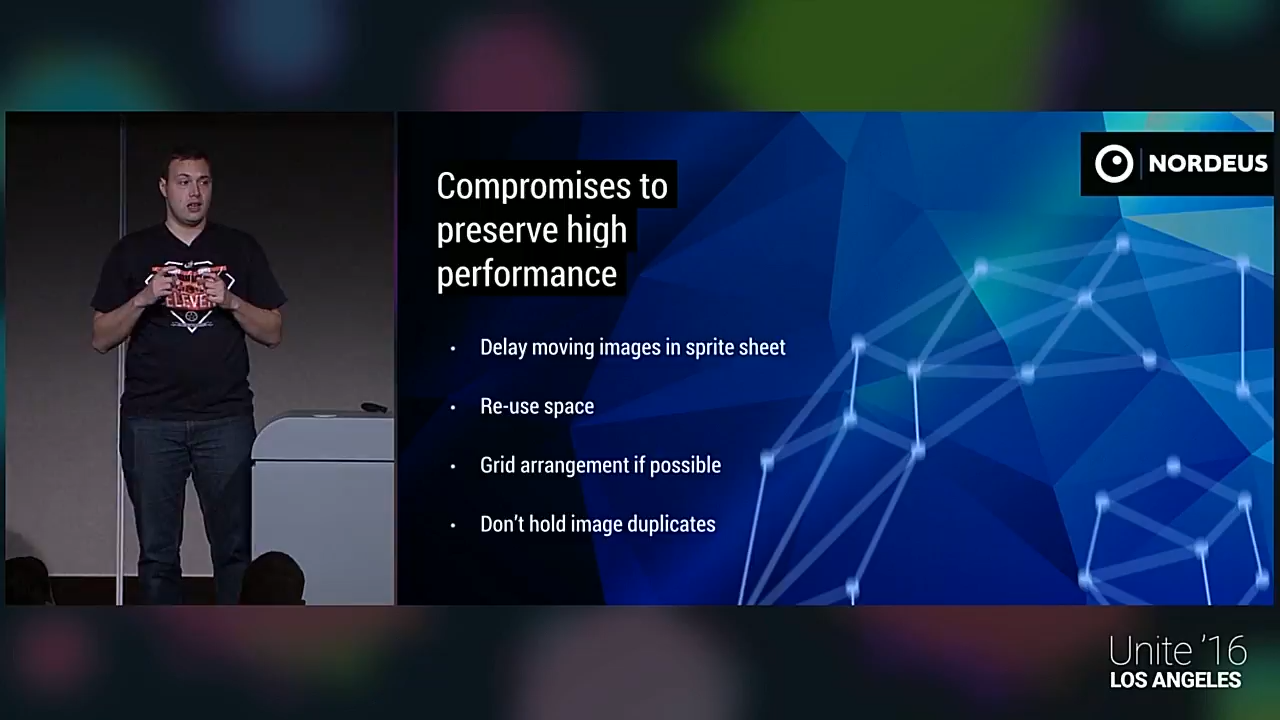 NORDEUS
Compromises to
preserve high
performance
• Delay moving images in sprite sheet
• Re-use space
• Grid arrangement if possible
• Don't hold image duplicates
ELEVEN
Unite '16
LOS ANGELES